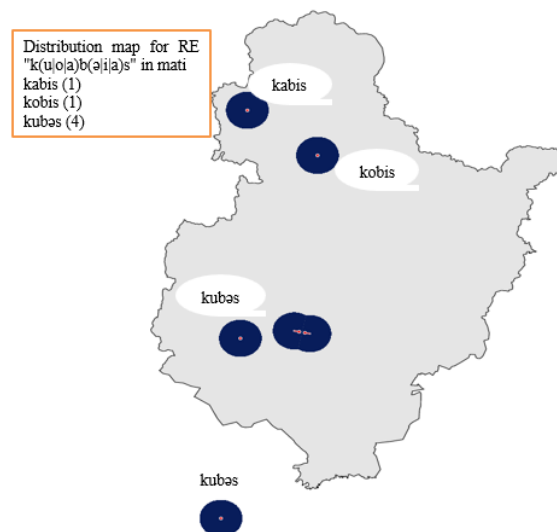 Distribution map for RE
"k(u|o|a)b(ə|i|a)s" in mati
kabis (1)
kobis (1)
kubəs (4)
kabis
kobis
kubəs
kubəs